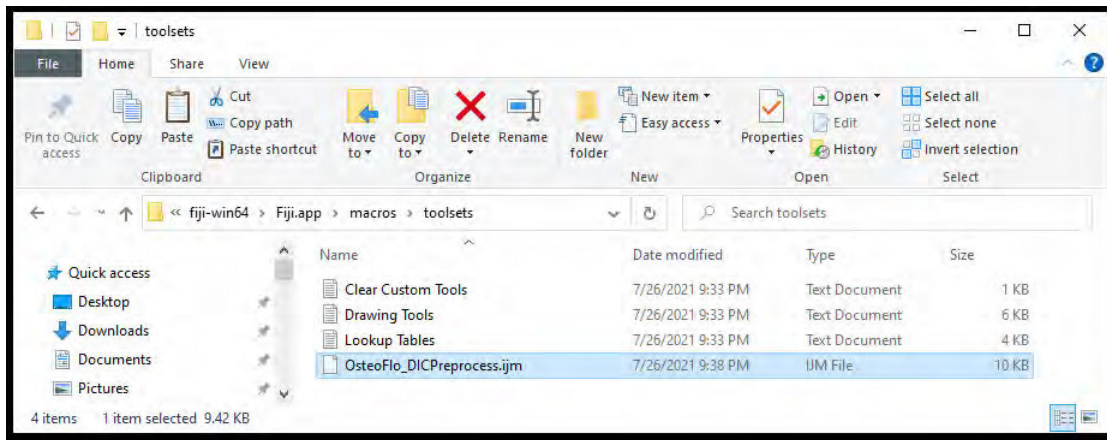 toolsets
File Home Share View
Pin to Quick access
Copy
Paste
Cut
Copy path
Paste shortcut
Clipboard
Move to
Copy to
Delete
Rename
Organize
New folder
New item
Easy access
New
Properties
Open
Edit
History
Open
Select all
Select none
Invert selection
Select
« fiji-win64 > Fiji.app > macros > toolsets
Search toolsets
Quick access
Desktop
Downloads
Documents
Pictures
Name Date modified Type Size
Clear Custom Tools 7/26/2021 9:33 PM Text Document 1 KB
Drawing Tools 7/26/2021 9:33 PM Text Document 6 KB
Lookup Tables 7/26/2021 9:33 PM Text Document 4 KB
OsteoFlo_DICPreprocess.ijm 7/26/2021 9:38 PM IJM File 10 KB
4 items 1 item selected 9.42 KB